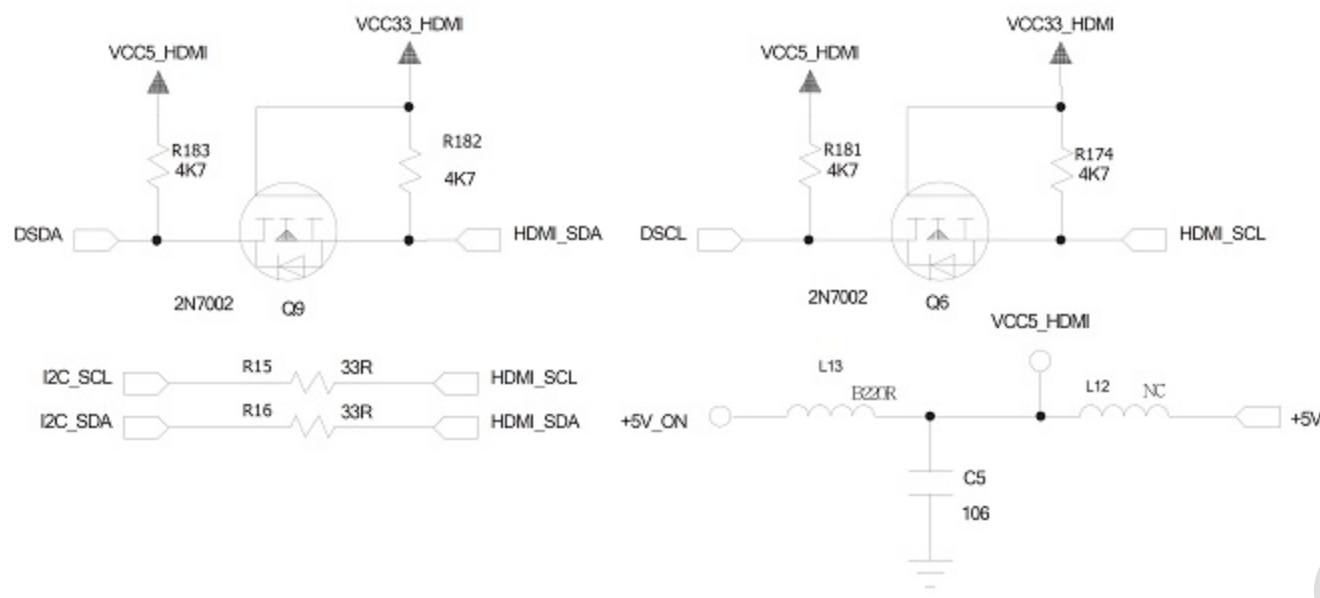 VCC33_HDMI
VCC5_HDMI
R183
4K7
R182
4K7
DSDA
HDMI_SDA
2N7002
Q9
VCC33_HDMI
VCC5_HDMI
R181
4K7
R174
4K7
DSCL
HDMI_SCL
2N7002
Q6
I2C_SCL
R15
33R
HDMI_SCL
I2C_SDA
R16
33R
HDMI_SDA
VCC5_HDMI
L13
B220R
L12
NC
+5V_ON
+5V
C5
106